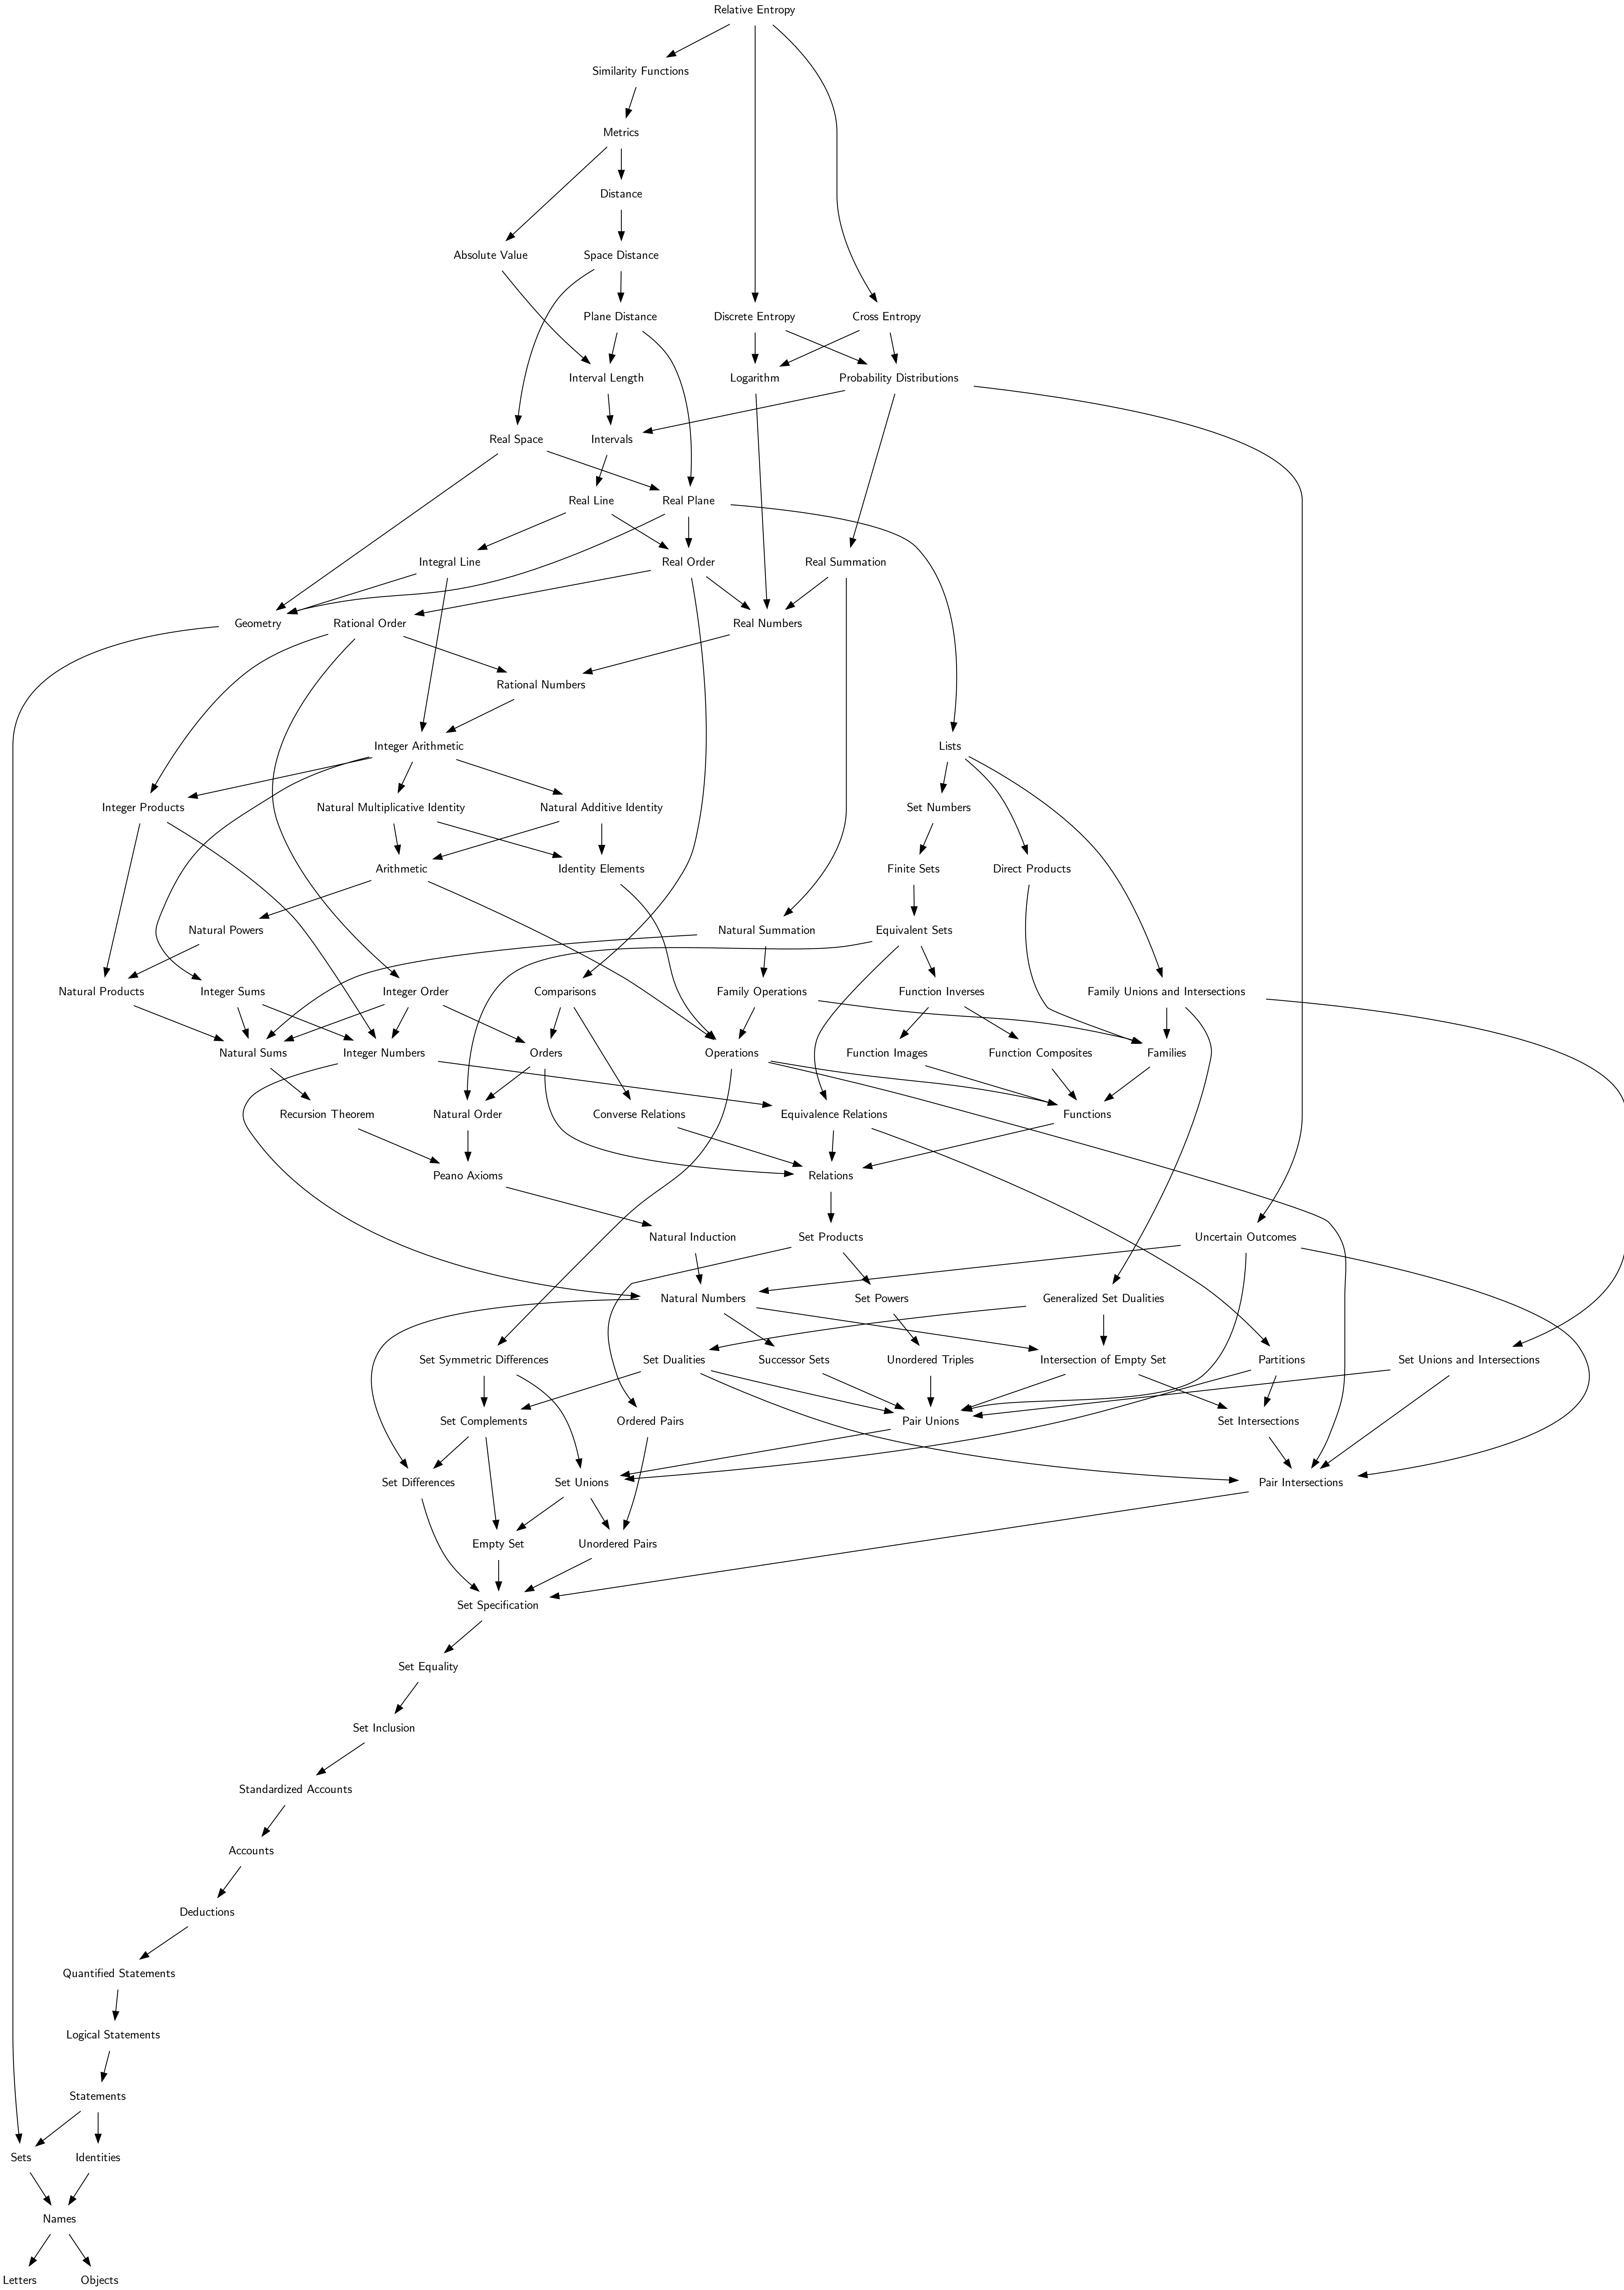 Relative Entropy
Similarity Functions
Metrics
Distance
Absolute Value
Space Distance
Plane Distance
Discrete Entropy
Cross Entropy
Interval Length
Logarithm
Probability Distributions
Real Space
Intervals
Real Line
Real Plane
Integral Line
Real Order
Real Summation
Geometry
Rational Order
Real Numbers
Rational Numbers
Integer Arithmetic
Lists
Integer Products
Natural Multiplicative Identity
Natural Additive Identity
Set Numbers
Arithmetic
Identity Elements
Finite Sets
Direct Products
Natural Powers
Natural Summation
Equivalent Sets
Natural Products
Integer Sums
Integer Order
Comparisons
Family Operations
Function Inverses
Family Unions and Intersections
Natural Sums
Integer Numbers
Orders
Operations
Function Images
Function Composites
Families
Recursion Theorem
Natural Order
Converse Relations
Equivalence Relations
Functions
Peano Axioms
Relations
Natural Induction
Set Products
Uncertain Outcomes
Natural Numbers
Set Powers
Generalized Set Dualities
Set Symmetric Differences
Set Dualities
Successor Sets
Unordered Triples
Intersection of Empty Set
Partitions
Set Unions and Intersections
Set Complements
Ordered Pairs
Pair Unions
Set Intersections
Set Differences
Set Unions
Pair Intersections
Empty Set
Unordered Pairs
Set Specification
Set Equality
Set Inclusion
Standardized Accounts
Accounts
Deductions
Quantified Statements
Logical Statements
Statements
Sets
Identities
Names
Letters
Objects